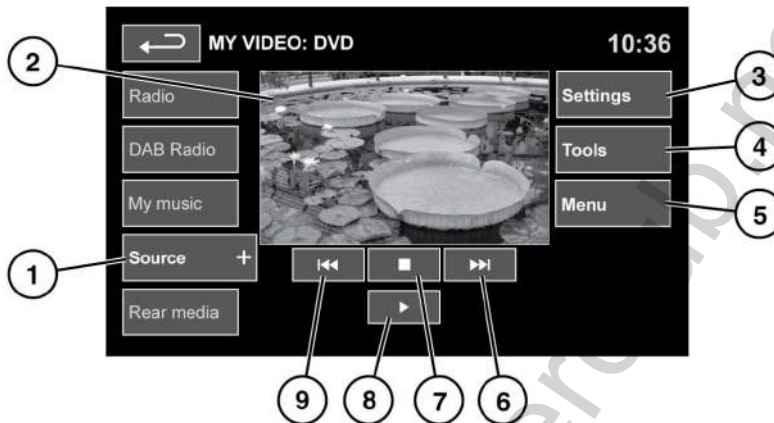 MY VIDEO: DVD 10:36
2
3
Radio
Settings
DAB Radio
Tools
4
My music
Menu
5
1
Source +
Rear media
9 8 7 6